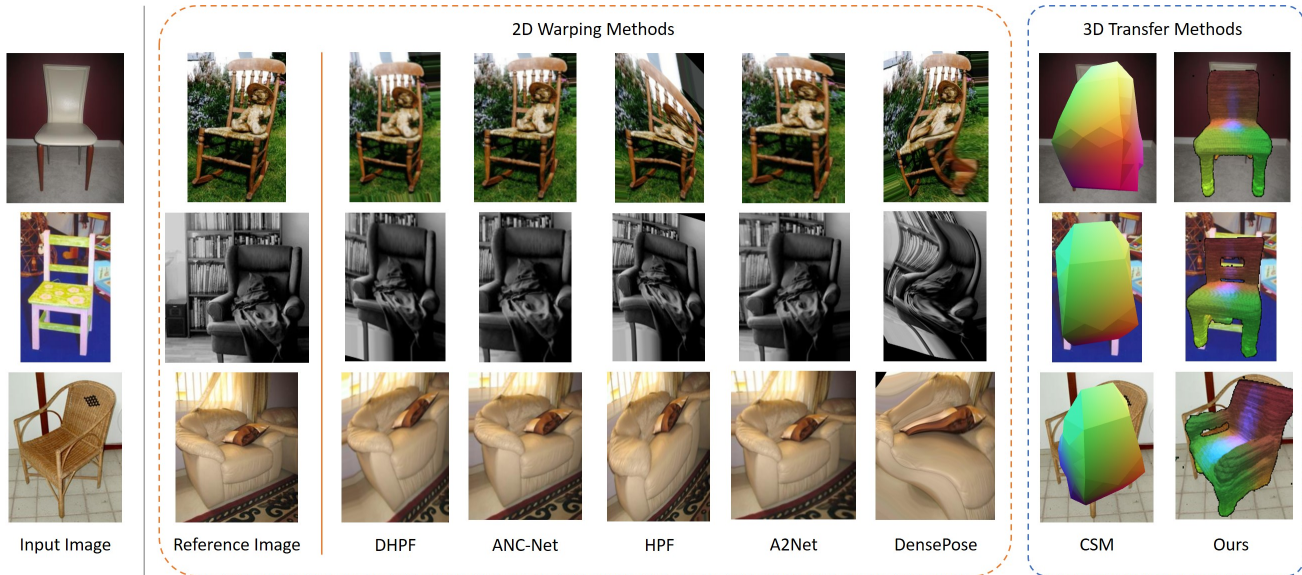 2D Warping Methods
3D Transfer Methods
Input Image
Reference Image
DHPF
ANC-Net
HPF
A2Net
DensePose
CSM
Ours